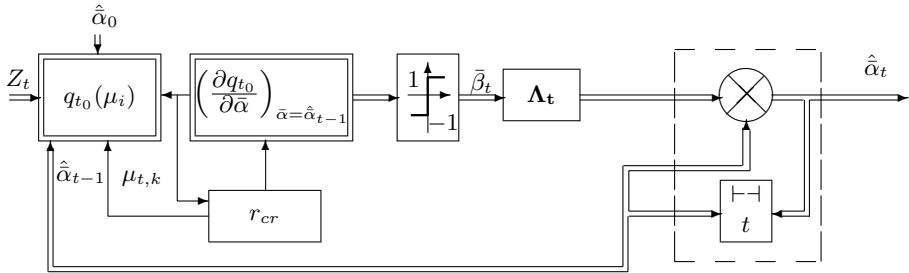 $\hat{\bar{\alpha}}_0$
$Z_t$
$q_{t_0}(\mu_i)$
$\left(\dfrac{\partial q_{t_0}}{\partial \bar{\alpha}}\right)_{\bar{\alpha}=\hat{\bar{\alpha}}_{t-1}}$
1
−1
$\bar{\beta}_t$
$\mathbf{\Lambda_t}$
$\hat{\bar{\alpha}}_t$
$\hat{\bar{\alpha}}_{t-1}$
$\mu_{t,k}$
$r_{cr}$
$t$